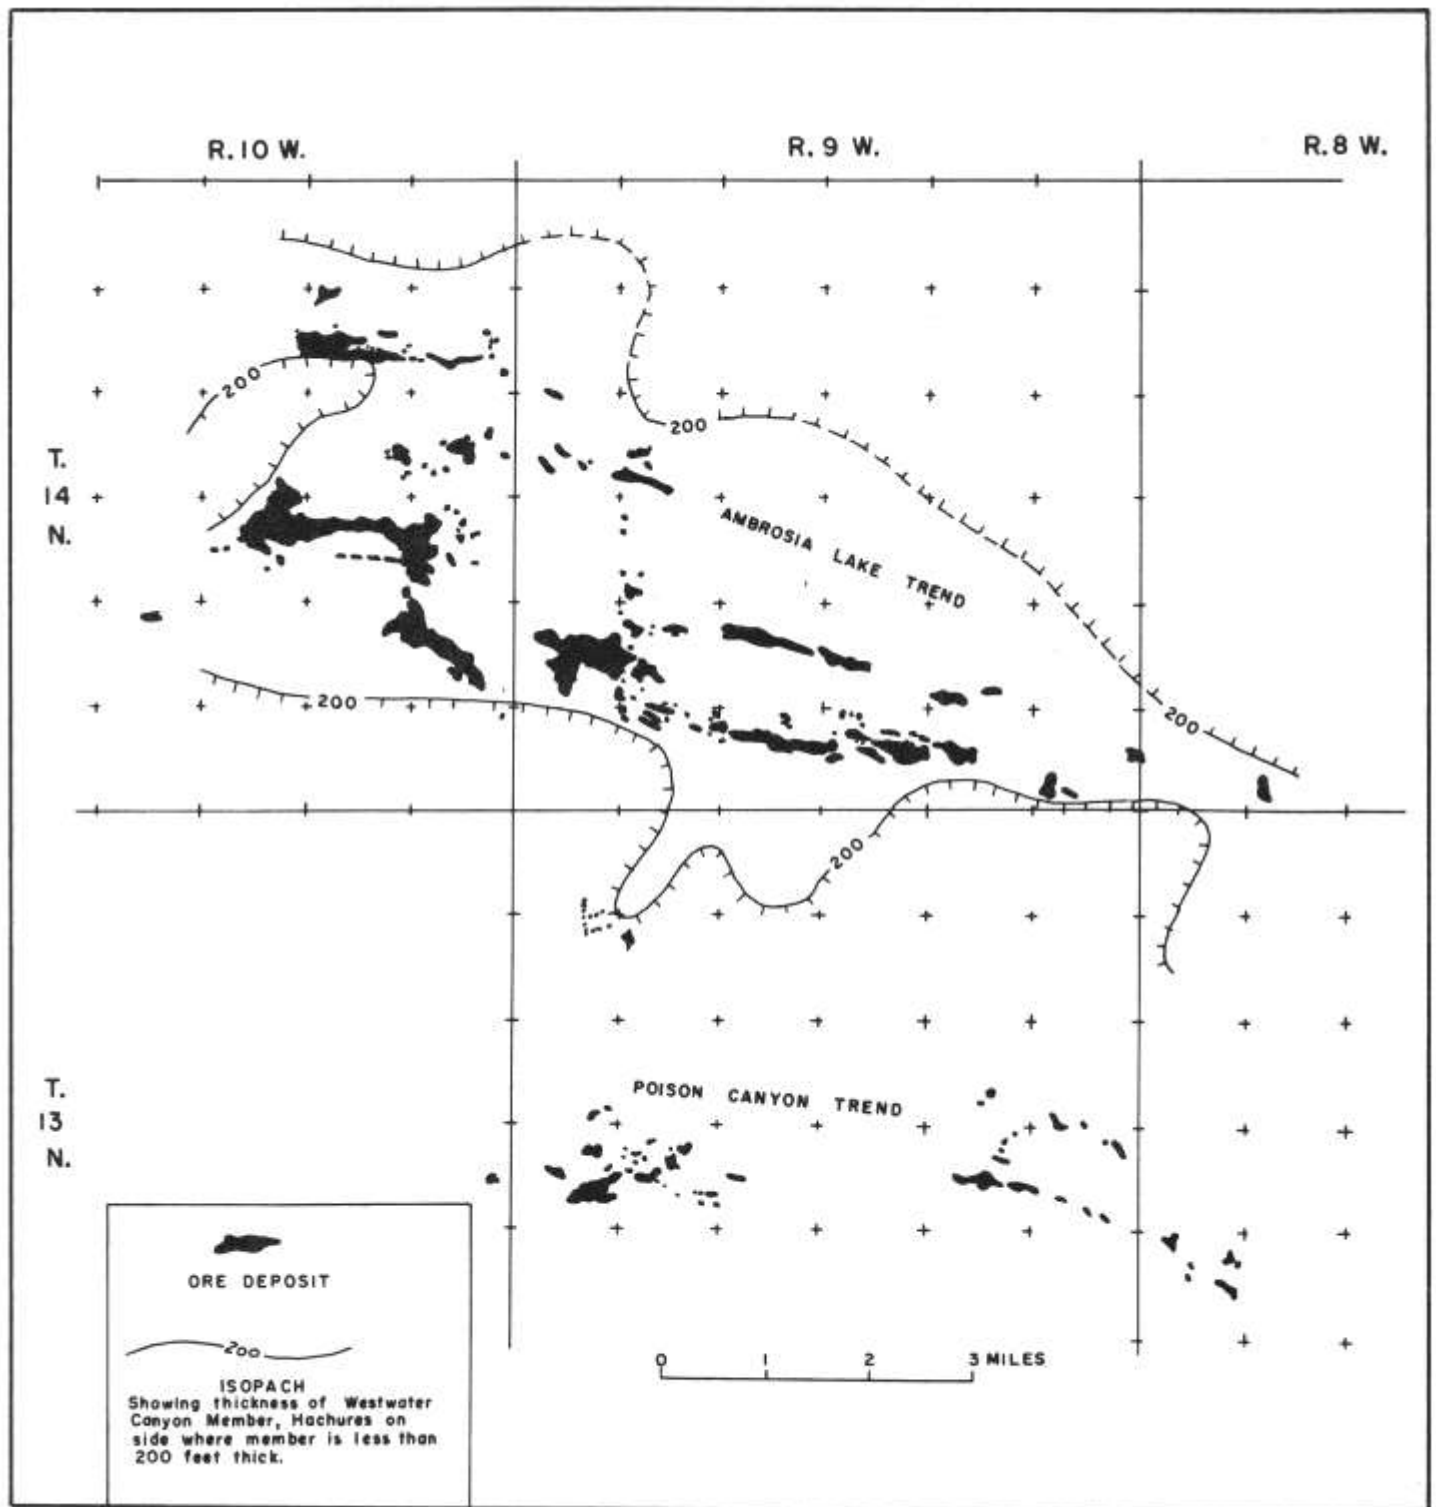 R. 10 W.
R. 9 W.
R. 8 W.
200
200
T.
14
N.
AMBROSIA LAKE TREND
200
200
200
T.
13
N.
POISON CANYON TREND
ORE DEPOSIT
200
ISOPACH
Showing thickness of Westwater
Canyon Member, Hachures on
side where member is less than
200 feet thick.
0 1 2 3 MILES